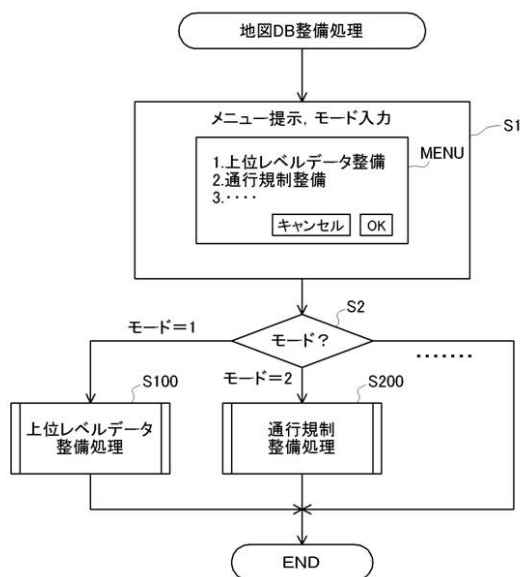 地図DB整備処理
メニュー提示, モード入力
S1
MENU
1.上位レベルデータ整備
2.通行規制整備
3.‥‥
キャンセル OK
S2
モード?
モード=1
‥‥‥‥
モード=2
S100
S200
上位レベルデータ
整備処理
通行規制
整備処理
END